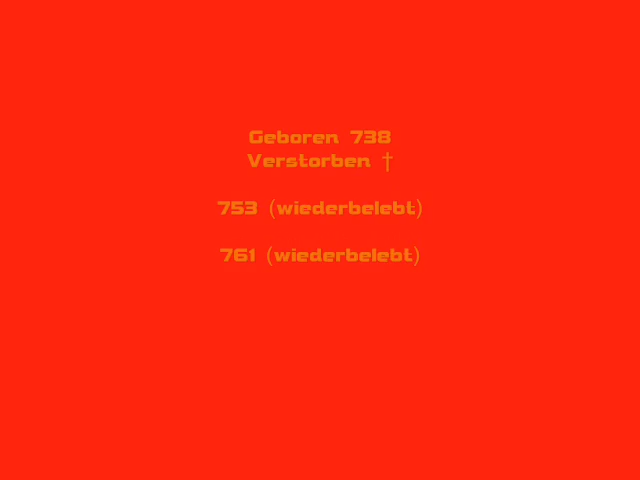 Geboren 738
Verstorben †
753 (wiederbelebt)
761 (wiederbelebt)